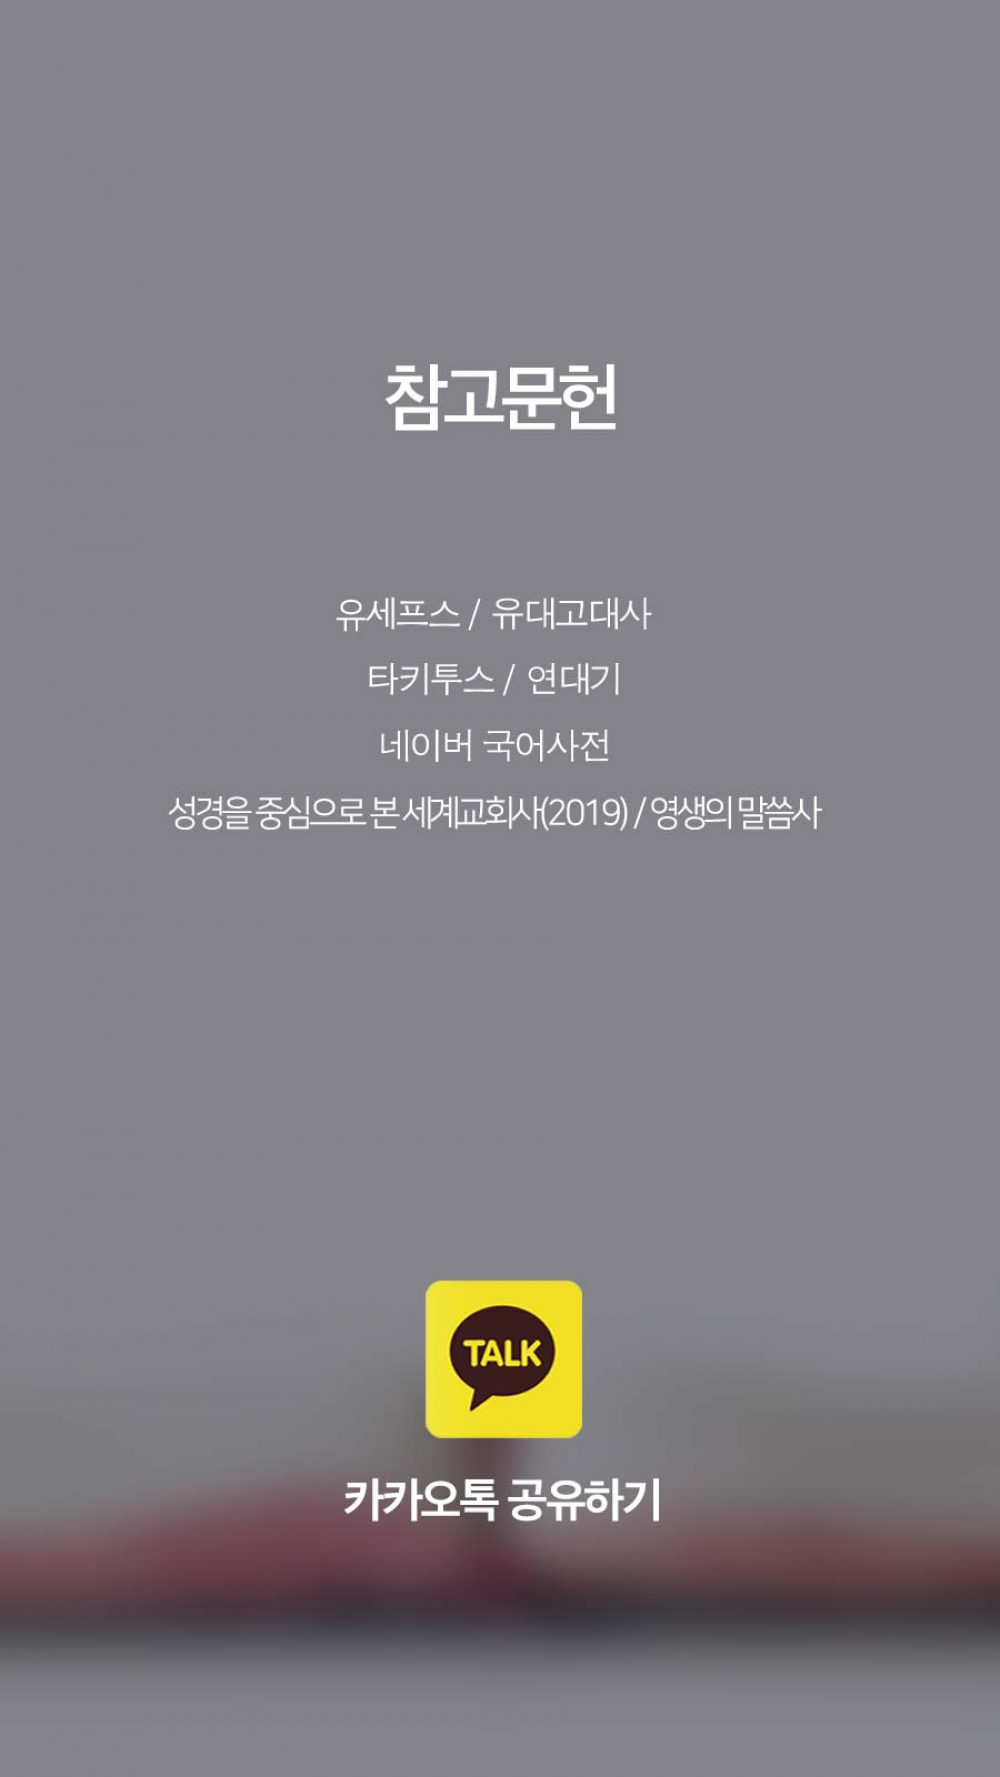 참고문헌
유세프스 / 유대고대사
타키투스 / 연대기
네이버 국어사전
성경을 중심으로 본 세계교회사(2019) / 영생의 말씀사
TALK
카카오톡 공유하기